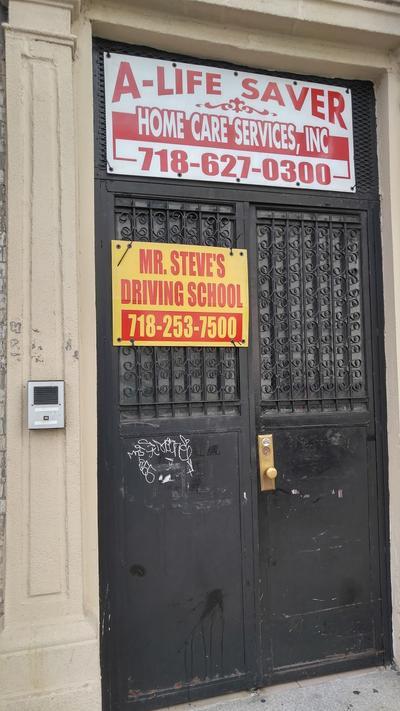 A-LIFE SAVER
HOME CARE SERVICES, INC
718-627-0300
MR. STEVE'S
DRIVING SCHOOL
718-253-7500